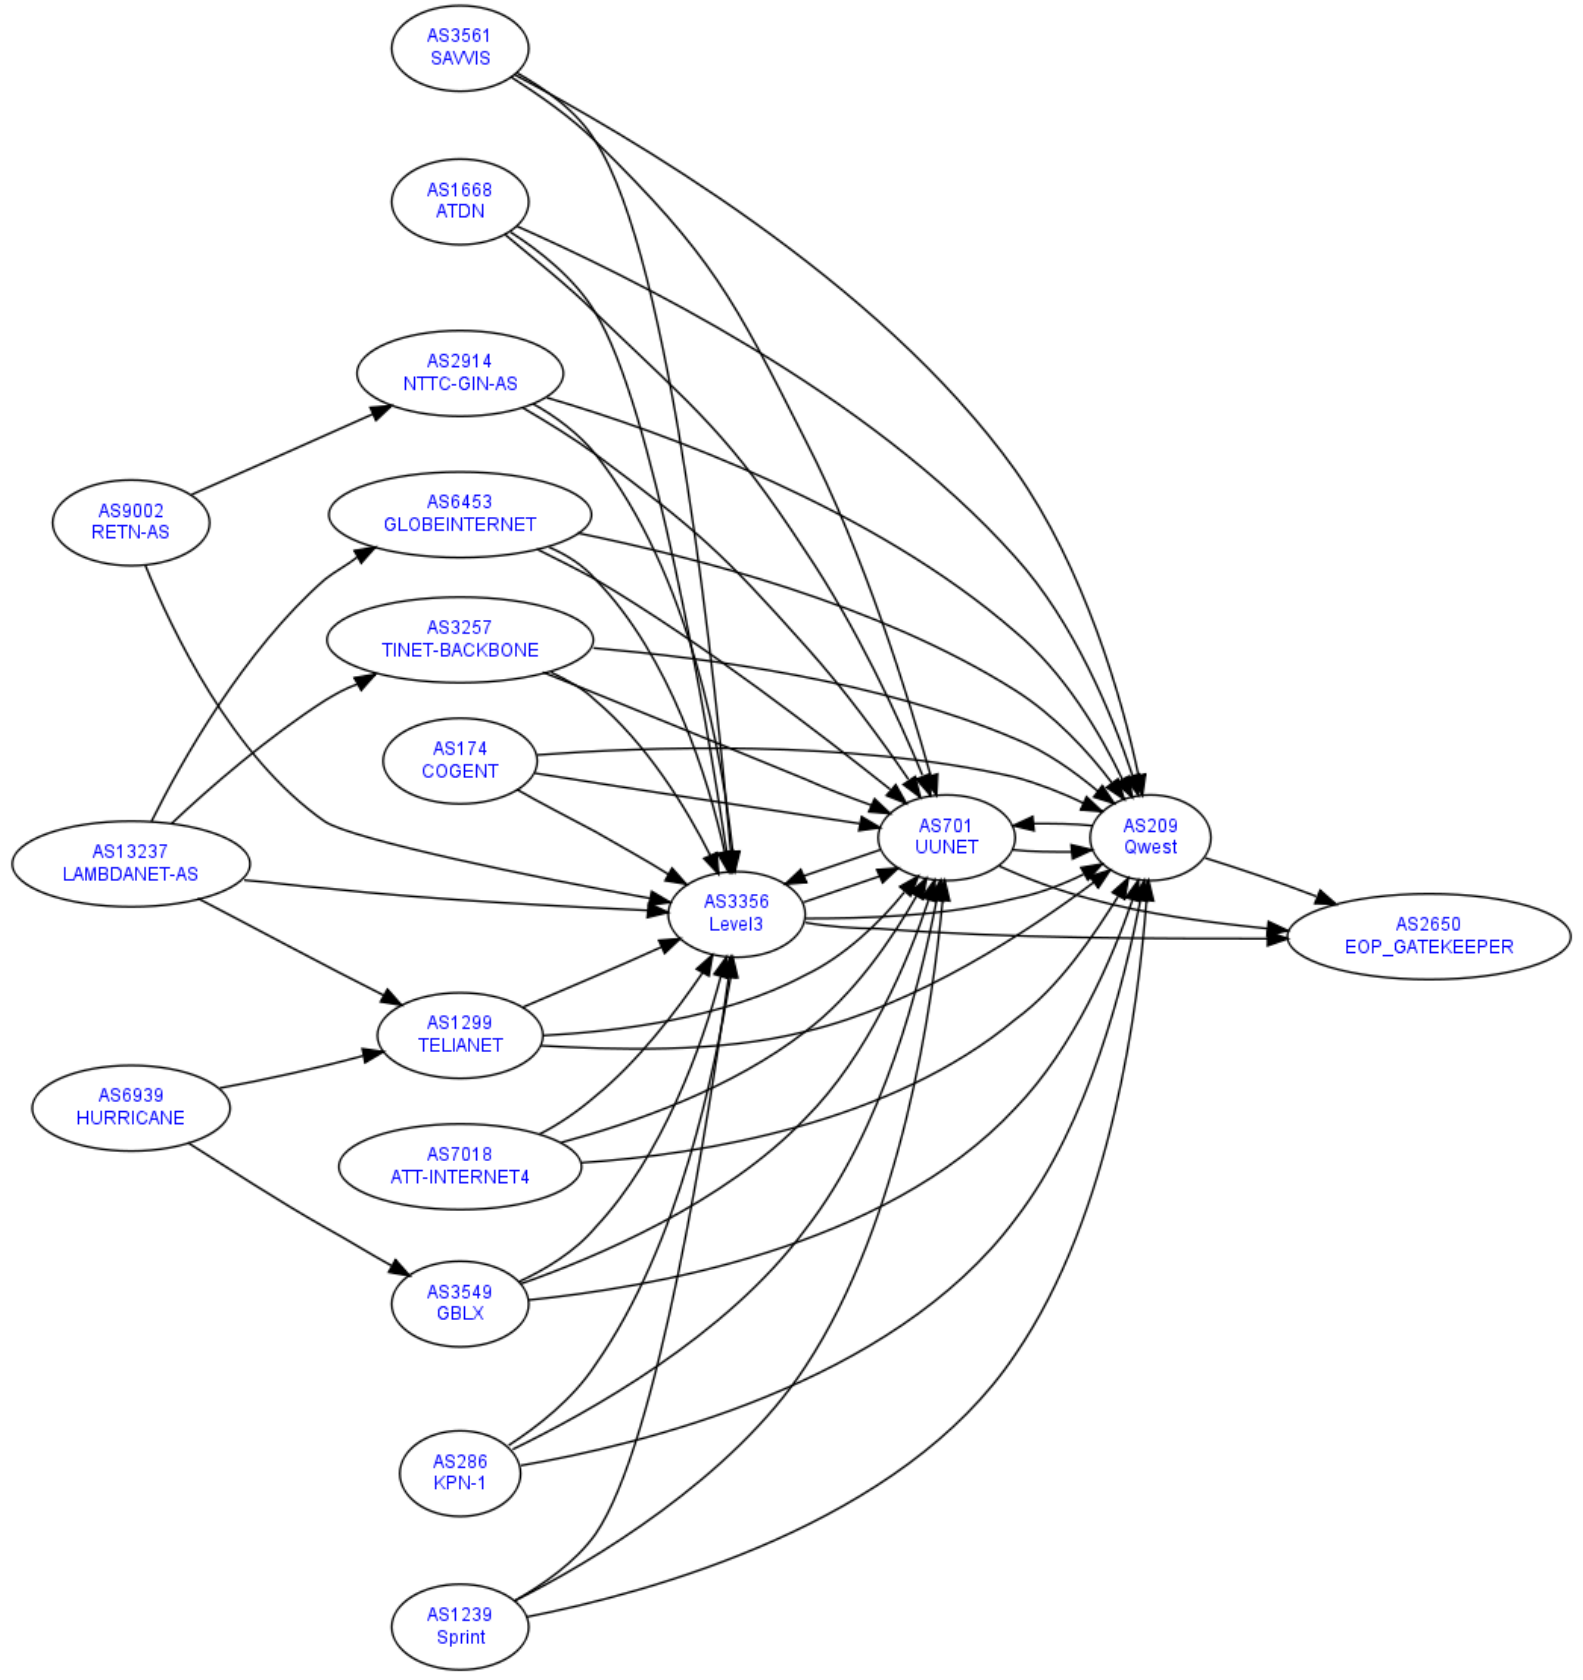 AS3561
SAVVIS
AS1668
ATDN
AS2914
NTTC-GIN-AS
AS9002
RETN-AS
AS6453
GLOBEINTERNET
AS3257
TINET-BACKBONE
AS174
COGENT
AS13237
LAMBDANET-AS
AS701
UUNET
AS209
Qwest
AS3356
Level3
AS2650
EOP_GATEKEEPER
AS1299
TELIANET
AS6939
HURRICANE
AS7018
ATT-INTERNET4
AS3549
GBLX
AS286
KPN-1
AS1239
Sprint